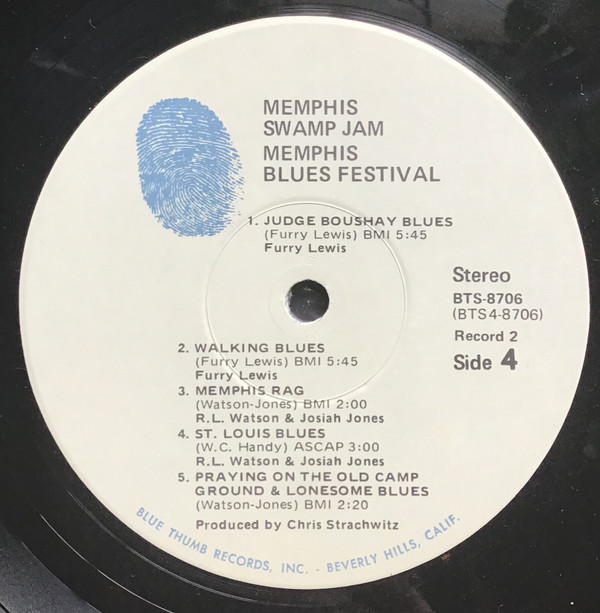 MEMPHIS
SWAMP JAM
MEMPHIS
BLUES FESTIVAL
1. JUDGE BOUSHAY BLUES
(Furry Lewis) BMI 5:45
Furry Lewis
Stereo
BTS-8706
(BTS4-8706)
Record 2
Side 4
2. WALKING BLUES
(Furry Lewis) BMI 5:45
Furry Lewis
3. MEMPHIS RAG
(Watson-Jones) BMI 2:00
R.L. Watson & Josiah Jones
4. ST. LOUIS BLUES
(W.C. Handy) ASCAP 3:00
R.L. Watson & Josiah Jones
5. PRAYING ON THE OLD CAMP
GROUND & LONESOME BLUES
(Watson-Jones) BMI 2:20
Produced by Chris Strachwitz
BLUE THUMB RECORDS, INC. - BEVERLY HILLS, CALIF.